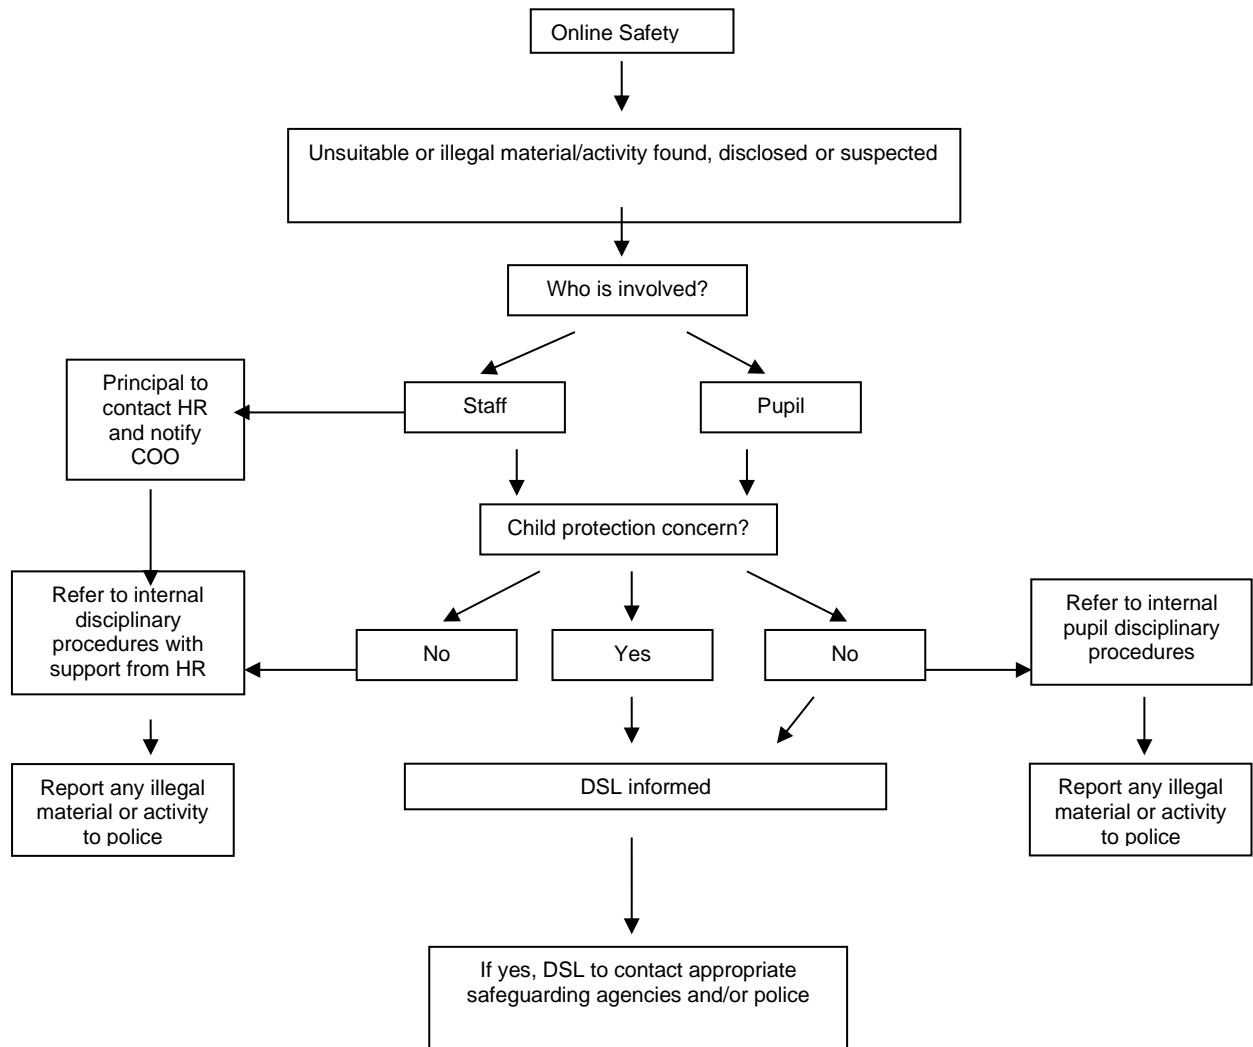 Online Safety
Unsuitable or illegal material/activity found, disclosed or suspected
Who is involved?
Principal to
contact HR
and notify
COO
Staff
Pupil
Child protection concern?
Refer to internal
disciplinary
procedures with
support from HR
No
Yes
No
Refer to internal
pupil disciplinary
procedures
Report any illegal
material or activity
to police
DSL informed
Report any illegal
material or activity
to police
If yes, DSL to contact appropriate
safeguarding agencies and/or police